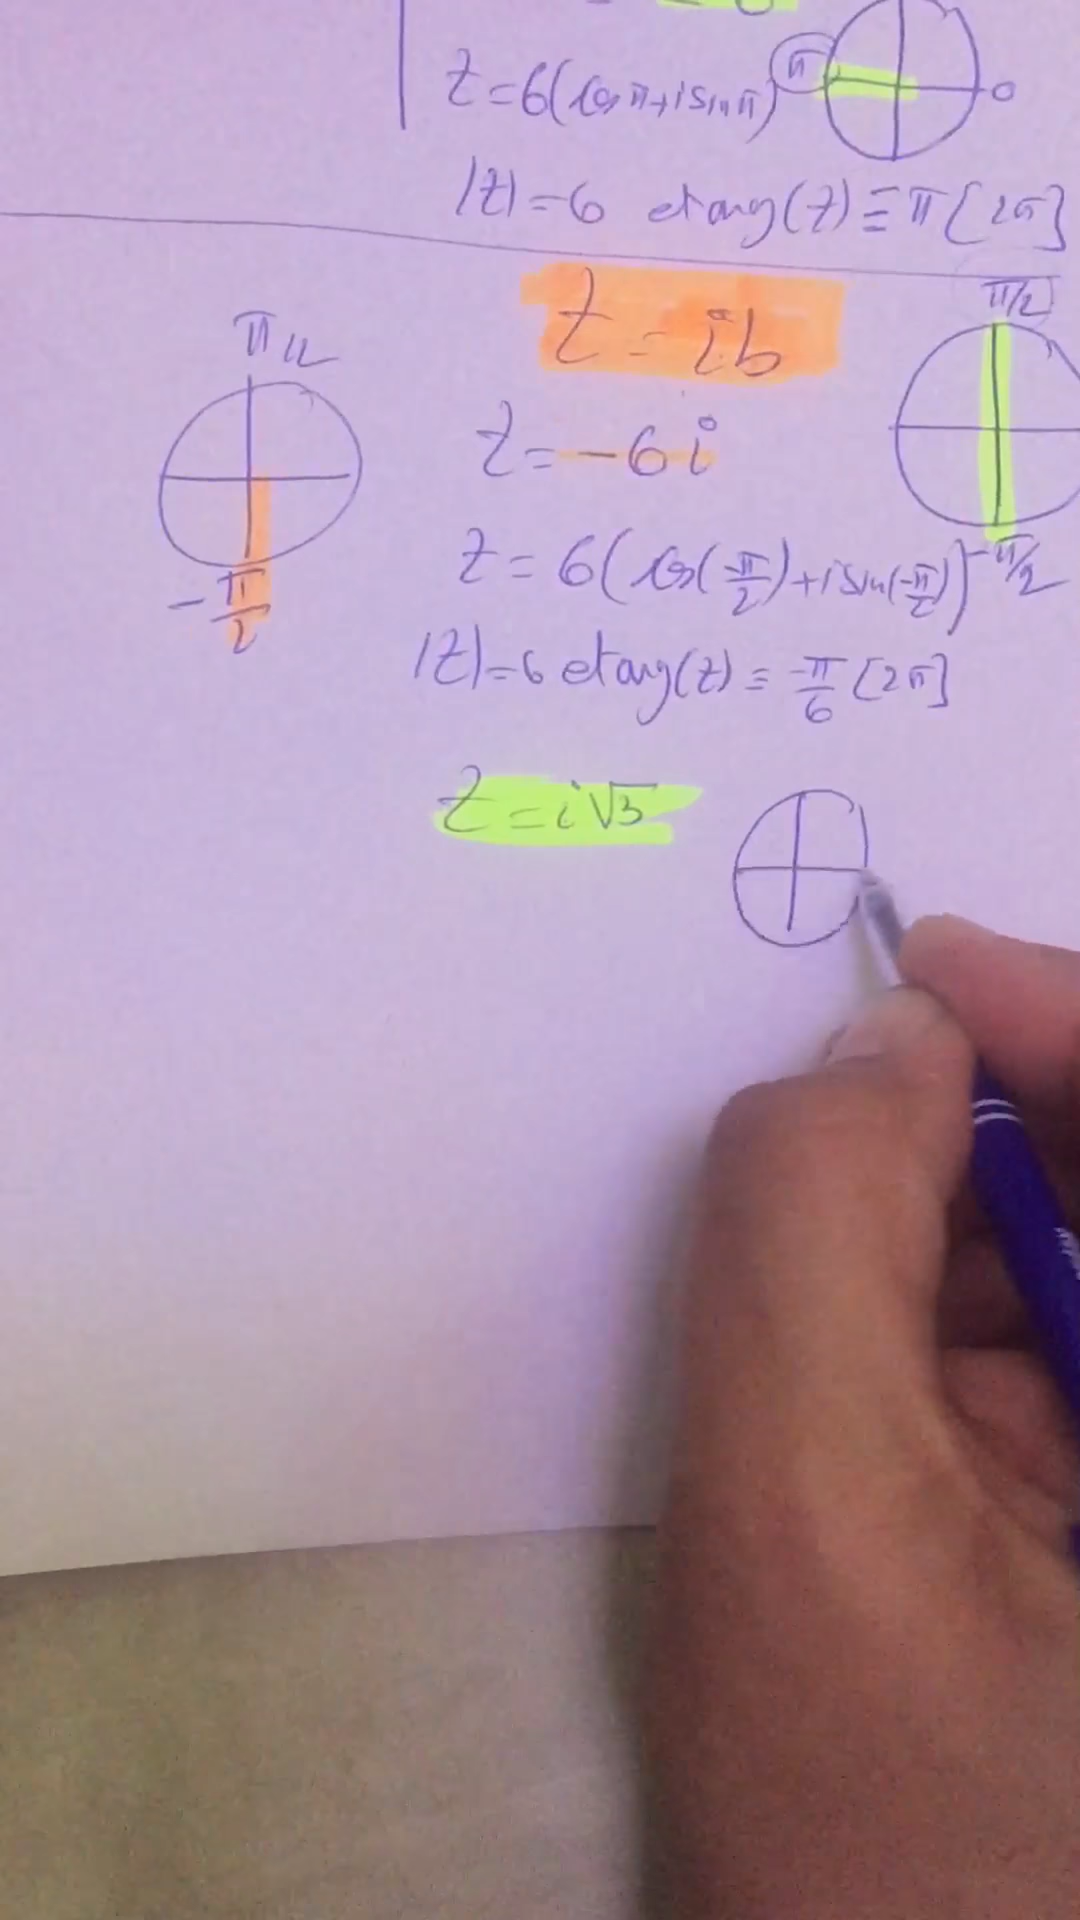 z = 6(cos π + i sin π)
π
0
|z| = 6 et arg(z) ≡ π [2π]
z = ib
π/2
π/2
z = -6i
z = 6(cos(-π/2) + i sin(-π/2))
-π/2
-π/2
|z| = 6 et arg(z) ≡ -π/6 [2π]
z = i√3